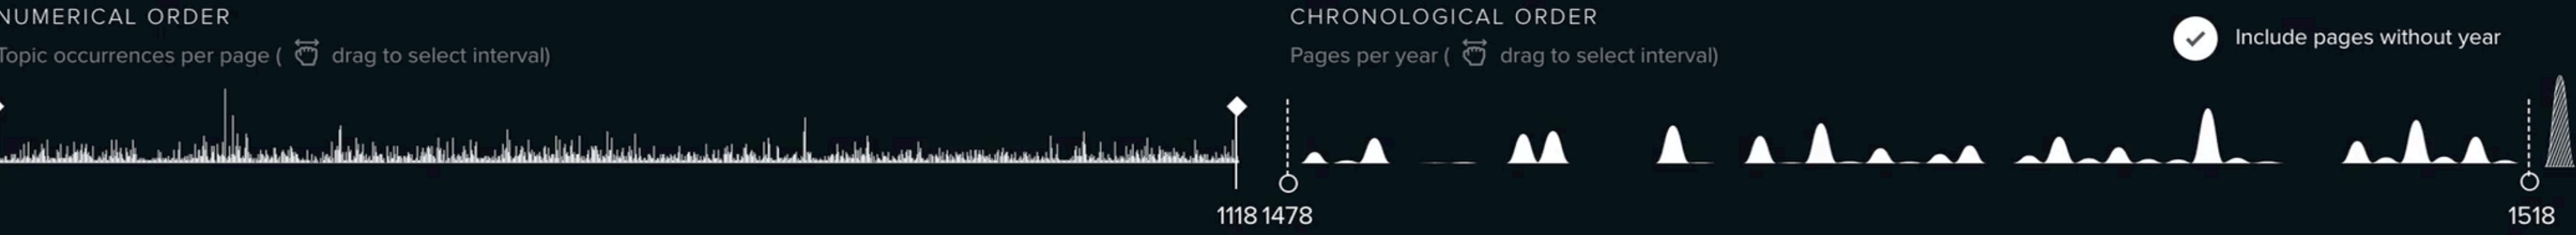 NUMERICAL ORDER
Topic occurrences per page ( drag to select interval)
1118
CHRONOLOGICAL ORDER
Pages per year ( drag to select interval)
Include pages without year
1478
1518